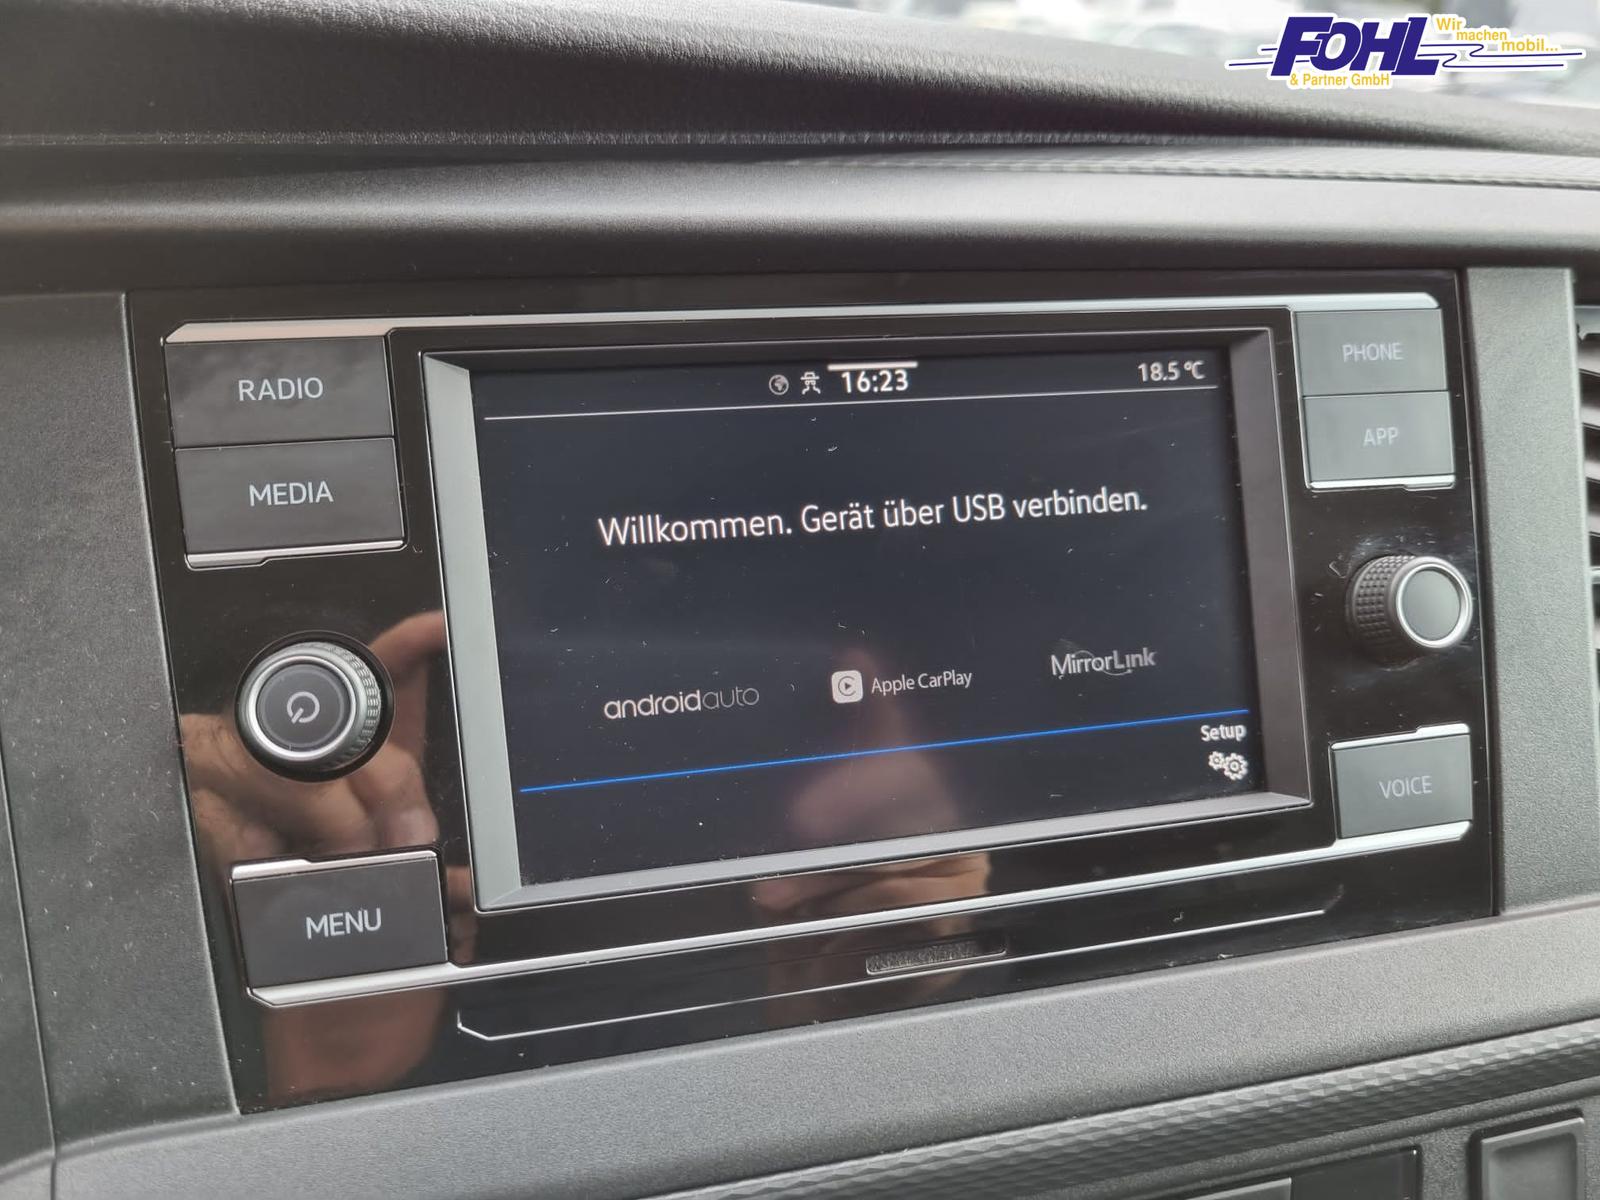 FOHL
Wir
machen
mobil...
& Partner GmbH
RADIO
MEDIA
MENU
16:23
18.5 °C
Willkommen. Gerät über USB verbinden.
androidauto
Apple CarPlay
MirrorLink
Setup
PHONE
APP
VOICE